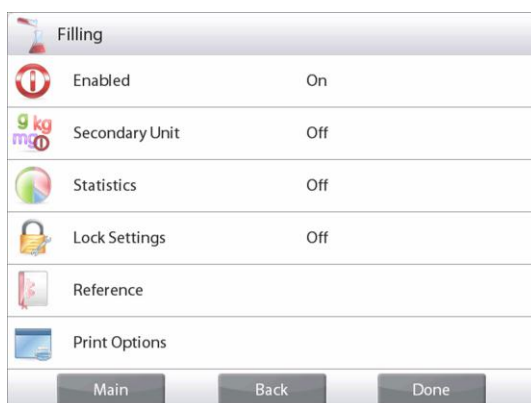 Filling
Enabled On
g kg
mg
Secondary Unit Off
Statistics Off
Lock Settings Off
Reference
Print Options
Main Back Done